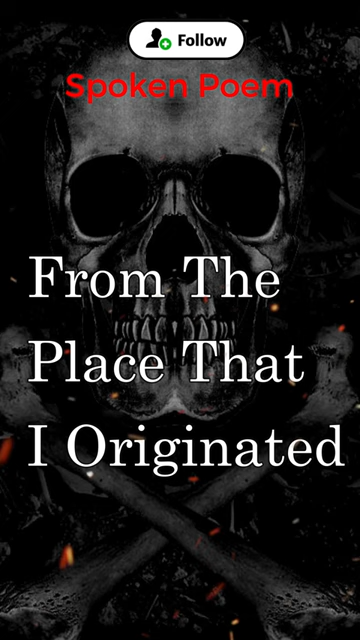 Follow
Spoken Poem
From The
Place That
I Originated